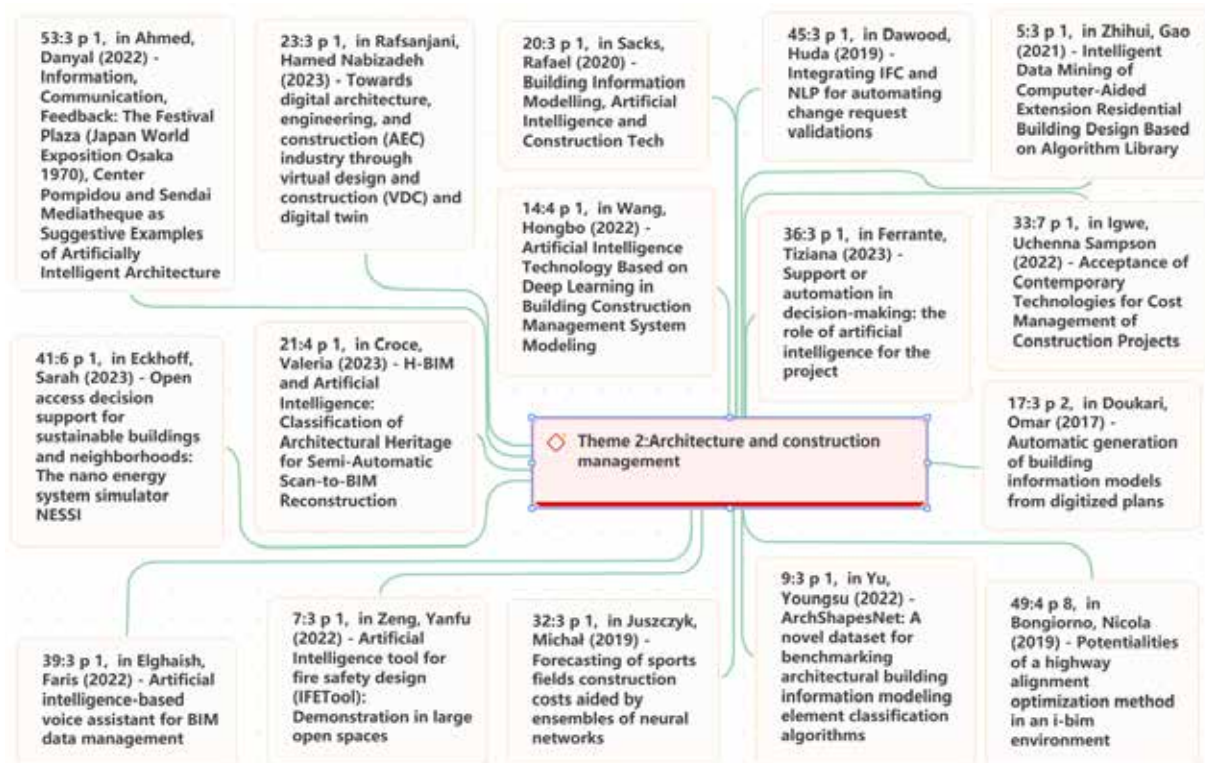 53:3 p 1, in Ahmed,
Danyal (2022) -
Information,
Communication,
Feedback: The Festival
Plaza (Japan World
Exposition Osaka
1970), Center
Pompidou and Sendai
Mediatheque as
Suggestive Examples
of Artificially
Intelligent Architecture
23:3 p 1, in Rafsanjani,
Hamed Nabizadeh
(2023) - Towards
digital architecture,
engineering, and
construction (AEC)
industry through
virtual design and
construction (VDC) and
digital twin
20:3 p 1, in Sacks,
Rafael (2020) -
Building Information
Modelling, Artificial
Intelligence and
Construction Tech
45:3 p 1, in Dawood,
Huda (2019) -
Integrating IFC and
NLP for automating
change request
validations
5:3 p 1, in Zhihui, Gao
(2021) - Intelligent
Data Mining of
Computer-Aided
Extension Residential
Building Design Based
on Algorithm Library
14:4 p 1, in Wang,
Hongbo (2022) -
Artificial Intelligence
Technology Based on
Deep Learning in
Building Construction
Management System
Modeling
36:3 p 1, in Ferrante,
Tiziana (2023) -
Support or
automation in
decision-making: the
role of artificial
intelligence for the
project
33:7 p 1, in Igwe,
Uchenna Sampson
(2022) - Acceptance of
Contemporary
Technologies for Cost
Management of
Construction Projects
41:6 p 1, in Eckhoff,
Sarah (2023) - Open
access decision
support for
sustainable buildings
and neighborhoods:
The nano energy
system simulator
NESSI
21:4 p 1, in Croce,
Valeria (2023) - H-BIM
and Artificial
Intelligence:
Classification of
Architectural Heritage
for Semi-Automatic
Scan-to-BIM
Reconstruction
Theme 2:Architecture and construction
management
17:3 p 2, in Doukari,
Omar (2017) -
Automatic generation
of building
information models
from digitized plans
39:3 p 1, in Elghaish,
Faris (2022) - Artificial
intelligence-based
voice assistant for BIM
data management
7:3 p 1, in Zeng, Yanfu
(2022) - Artificial
Intelligence tool for
fire safety design
(IFETool):
Demonstration in large
open spaces
32:3 p 1, in Juszczyk,
Michał (2019) -
Forecasting of sports
fields construction
costs aided by
ensembles of neural
networks
9:3 p 1, in Yu,
Youngsu (2022) -
ArchShapesNet: A
novel dataset for
benchmarking
architectural building
information modeling
element classification
algorithms
49:4 p 8, in
Bongiorno, Nicola
(2019) - Potentialities
of a highway
alignment
optimization method
in an i-bim
environment